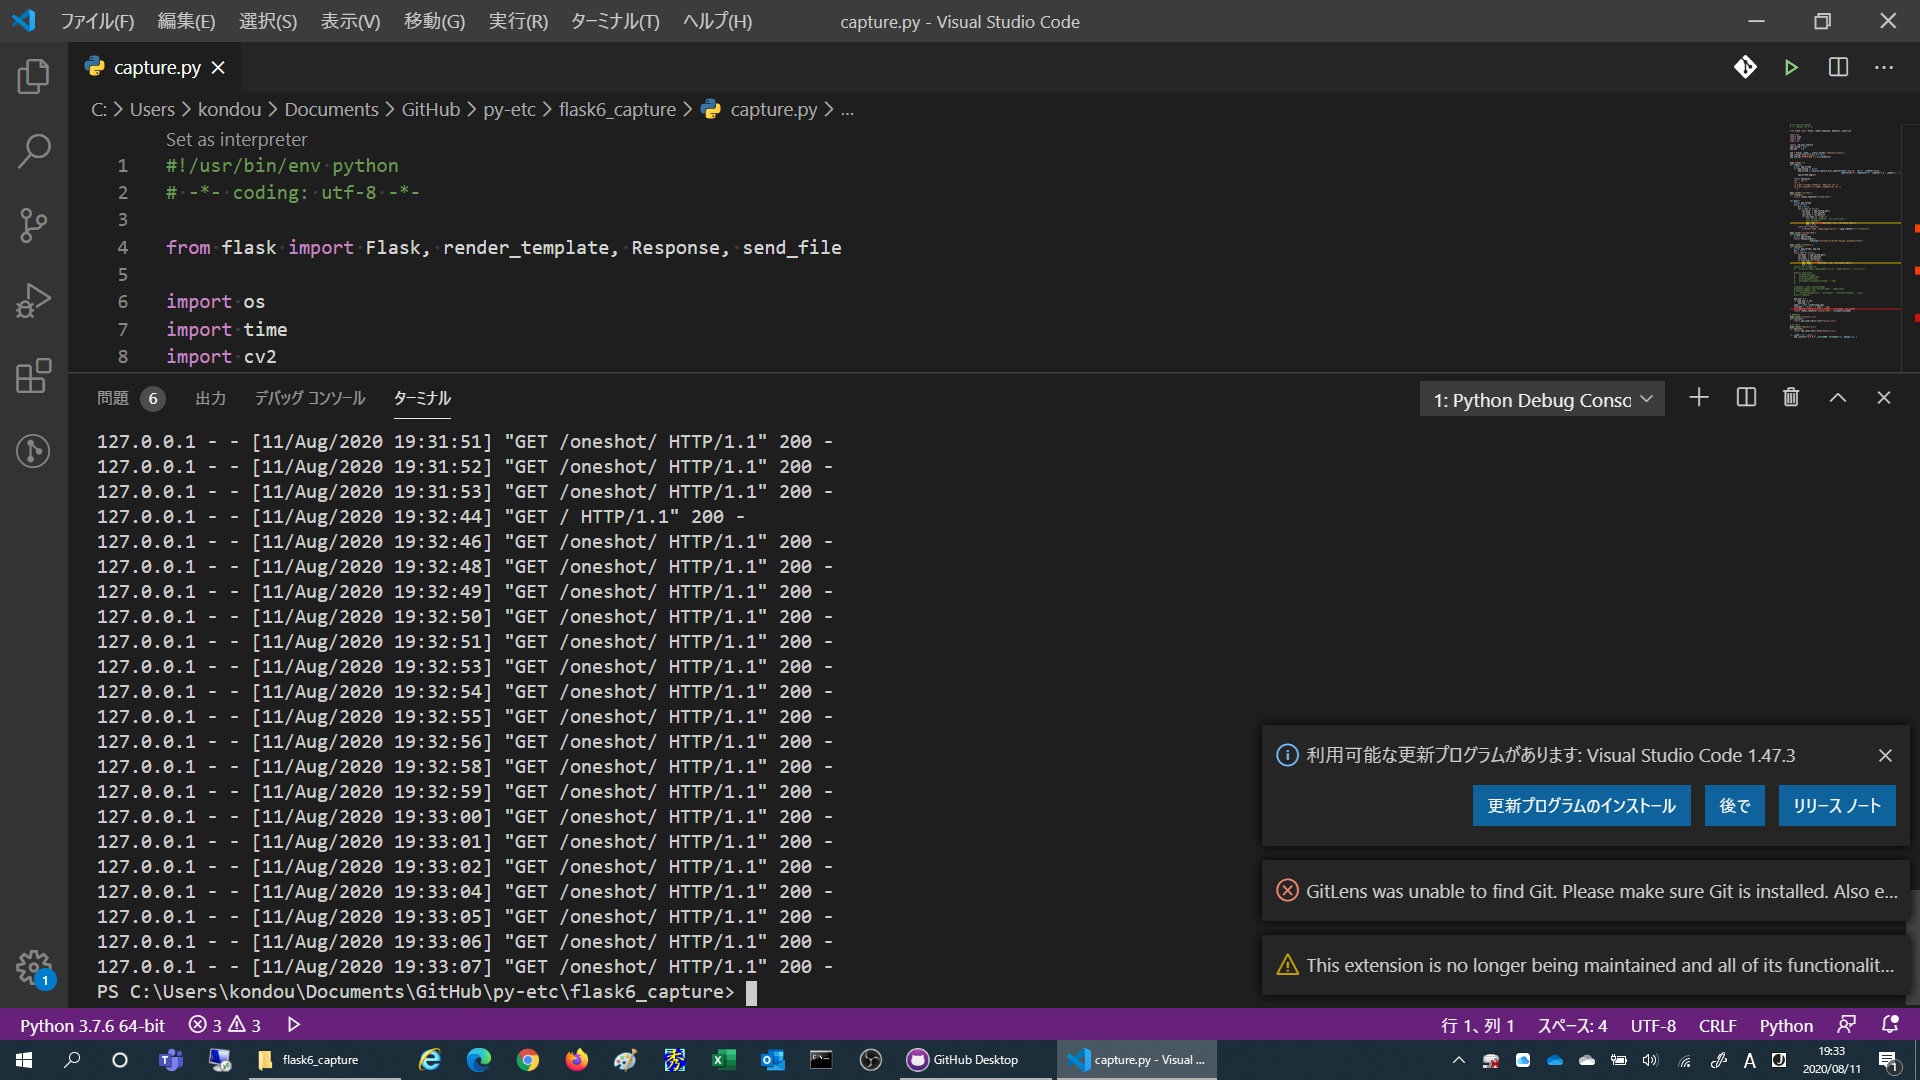 ファイル(F) 編集(E) 選択(S) 表示(V) 移動(G) 実行(R) ターミナル(T) ヘルプ(H) capture.py - Visual Studio Code
capture.py
C: > Users > kondou > Documents > GitHub > py-etc > flask6_capture > capture.py > ...
Set as interpreter
1 #!/usr/bin/env python
2 # -*- coding: utf-8 -*-
3
4 from flask import Flask, render_template, Response, send_file
5
6 import os
7 import time
8 import cv2
問題 6 出力 デバッグ コンソール ターミナル 1: Python Debug Conso
127.0.0.1 - - [11/Aug/2020 19:31:51] "GET /oneshot/ HTTP/1.1" 200 -
127.0.0.1 - - [11/Aug/2020 19:31:52] "GET /oneshot/ HTTP/1.1" 200 -
127.0.0.1 - - [11/Aug/2020 19:31:53] "GET /oneshot/ HTTP/1.1" 200 -
127.0.0.1 - - [11/Aug/2020 19:32:44] "GET / HTTP/1.1" 200 -
127.0.0.1 - - [11/Aug/2020 19:32:46] "GET /oneshot/ HTTP/1.1" 200 -
127.0.0.1 - - [11/Aug/2020 19:32:48] "GET /oneshot/ HTTP/1.1" 200 -
127.0.0.1 - - [11/Aug/2020 19:32:49] "GET /oneshot/ HTTP/1.1" 200 -
127.0.0.1 - - [11/Aug/2020 19:32:50] "GET /oneshot/ HTTP/1.1" 200 -
127.0.0.1 - - [11/Aug/2020 19:32:51] "GET /oneshot/ HTTP/1.1" 200 -
127.0.0.1 - - [11/Aug/2020 19:32:53] "GET /oneshot/ HTTP/1.1" 200 -
127.0.0.1 - - [11/Aug/2020 19:32:54] "GET /oneshot/ HTTP/1.1" 200 -
127.0.0.1 - - [11/Aug/2020 19:32:55] "GET /oneshot/ HTTP/1.1" 200 -
127.0.0.1 - - [11/Aug/2020 19:32:56] "GET /oneshot/ HTTP/1.1" 200 -
127.0.0.1 - - [11/Aug/2020 19:32:58] "GET /oneshot/ HTTP/1.1" 200 -
127.0.0.1 - - [11/Aug/2020 19:32:59] "GET /oneshot/ HTTP/1.1" 200 -
127.0.0.1 - - [11/Aug/2020 19:33:00] "GET /oneshot/ HTTP/1.1" 200 -
127.0.0.1 - - [11/Aug/2020 19:33:01] "GET /oneshot/ HTTP/1.1" 200 -
127.0.0.1 - - [11/Aug/2020 19:33:02] "GET /oneshot/ HTTP/1.1" 200 -
127.0.0.1 - - [11/Aug/2020 19:33:04] "GET /oneshot/ HTTP/1.1" 200 -
127.0.0.1 - - [11/Aug/2020 19:33:05] "GET /oneshot/ HTTP/1.1" 200 -
127.0.0.1 - - [11/Aug/2020 19:33:06] "GET /oneshot/ HTTP/1.1" 200 -
127.0.0.1 - - [11/Aug/2020 19:33:07] "GET /oneshot/ HTTP/1.1" 200 -
PS C:\Users\kondou\Documents\GitHub\py-etc\flask6_capture>
利用可能な更新プログラムがあります: Visual Studio Code 1.47.3
更新プログラムのインストール 後で リリース ノート
GitLens was unable to find Git. Please make sure Git is installed. Also e...
This extension is no longer being maintained and all of its functionalit...
1
Python 3.7.6 64-bit 3 3 行 1、列 1 スペース: 4 UTF-8 CRLF Python
flask6_capture GitHub Desktop capture.py - Visual ... A 19:33
2020/08/11 1